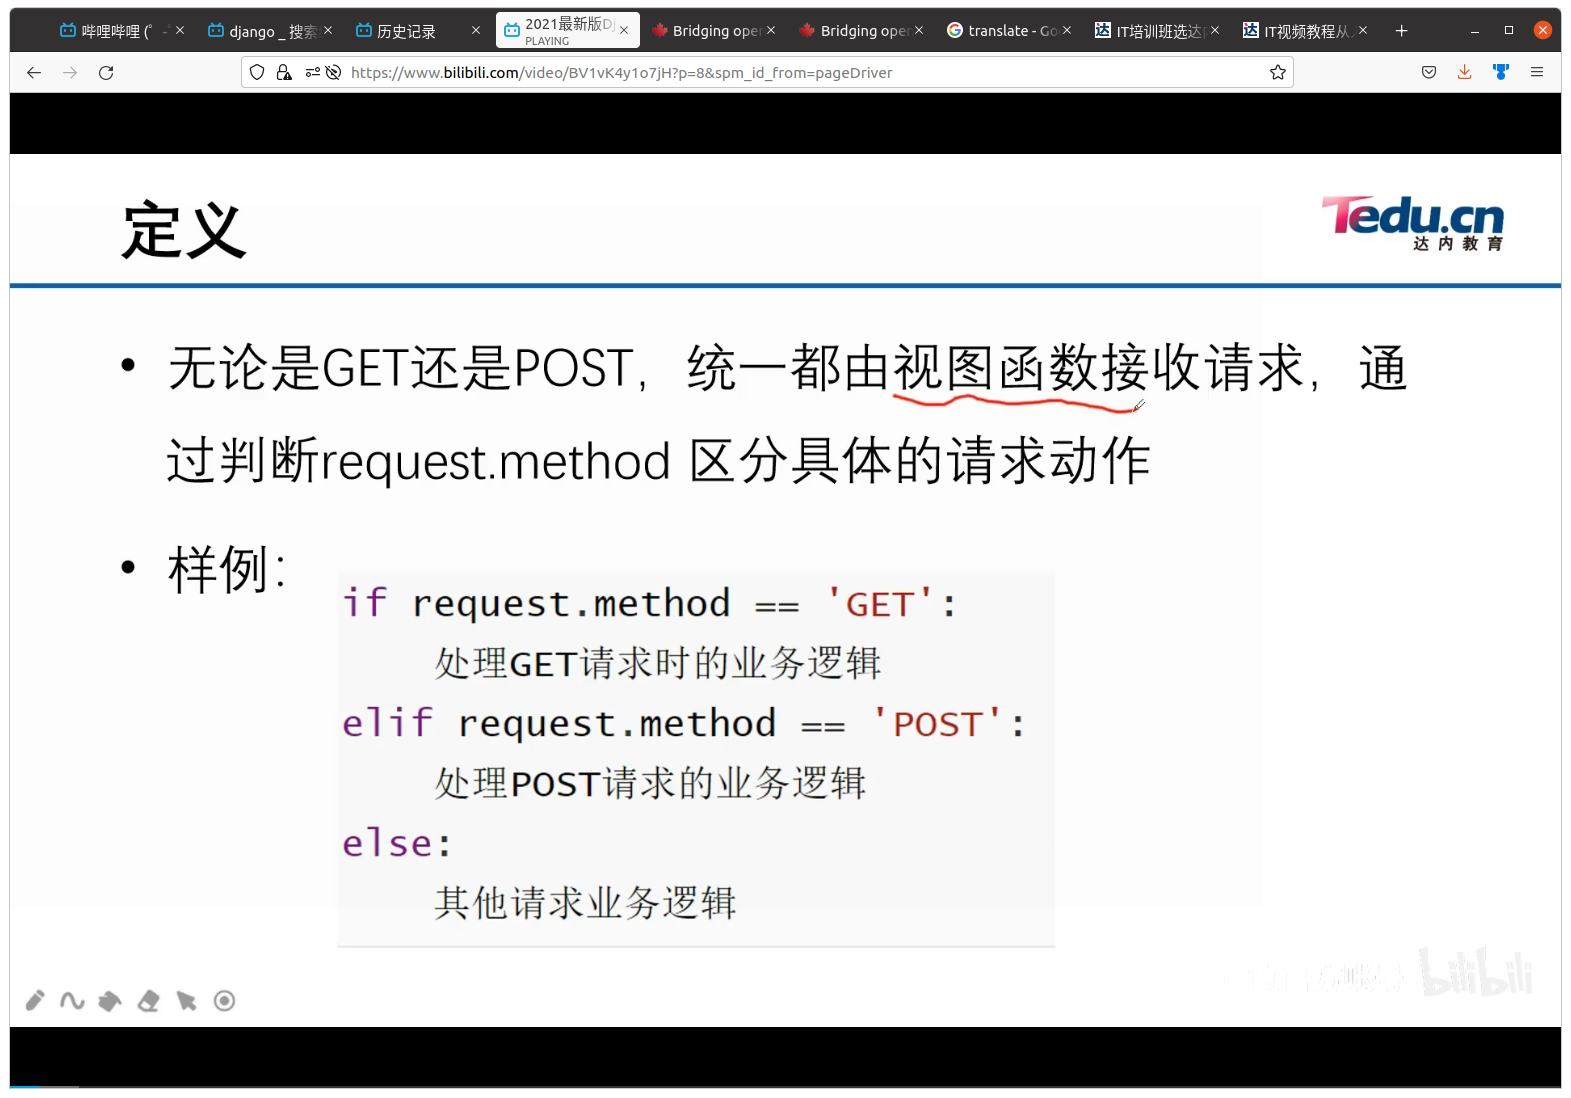 哔哩哔哩 (゜-゜
django _ 搜索
历史记录
2021最新版Dj
PLAYING
Bridging oper
Bridging oper
translate - Go
IT培训班选达内
IT视频教程从入
https://www.bilibili.com/video/BV1vK4y1o7jH?p=8&spm_id_from=pageDriver
定义
Tedu.cn
达内教育
• 无论是GET还是POST，统一都由视图函数接收请求，通
过判断request.method 区分具体的请求动作
• 样例：
if request.method == 'GET':
处理GET请求时的业务逻辑
elif request.method == 'POST':
处理POST请求的业务逻辑
else:
其他请求业务逻辑
bilibili